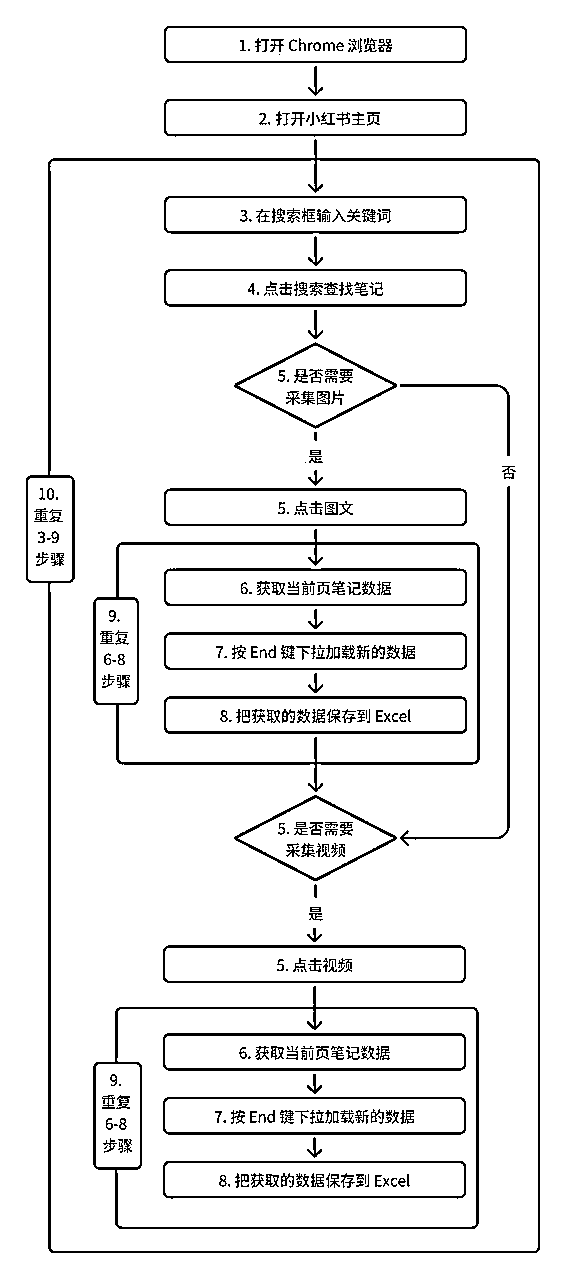 1. 打开 Chrome 浏览器
2. 打开小红书主页
3. 在搜索框输入关键词
4. 点击搜索查找笔记
5. 是否需要
采集图片
是
否
10.
重复
3-9
步骤
5. 点击图文
6. 获取当前页笔记数据
9.
重复
6-8
步骤
7. 按 End 键下拉加载新的数据
8. 把获取的数据保存到 Excel
5. 是否需要
采集视频
是
5. 点击视频
6. 获取当前页笔记数据
9.
重复
6-8
步骤
7. 按 End 键下拉加载新的数据
8. 把获取的数据保存到 Excel